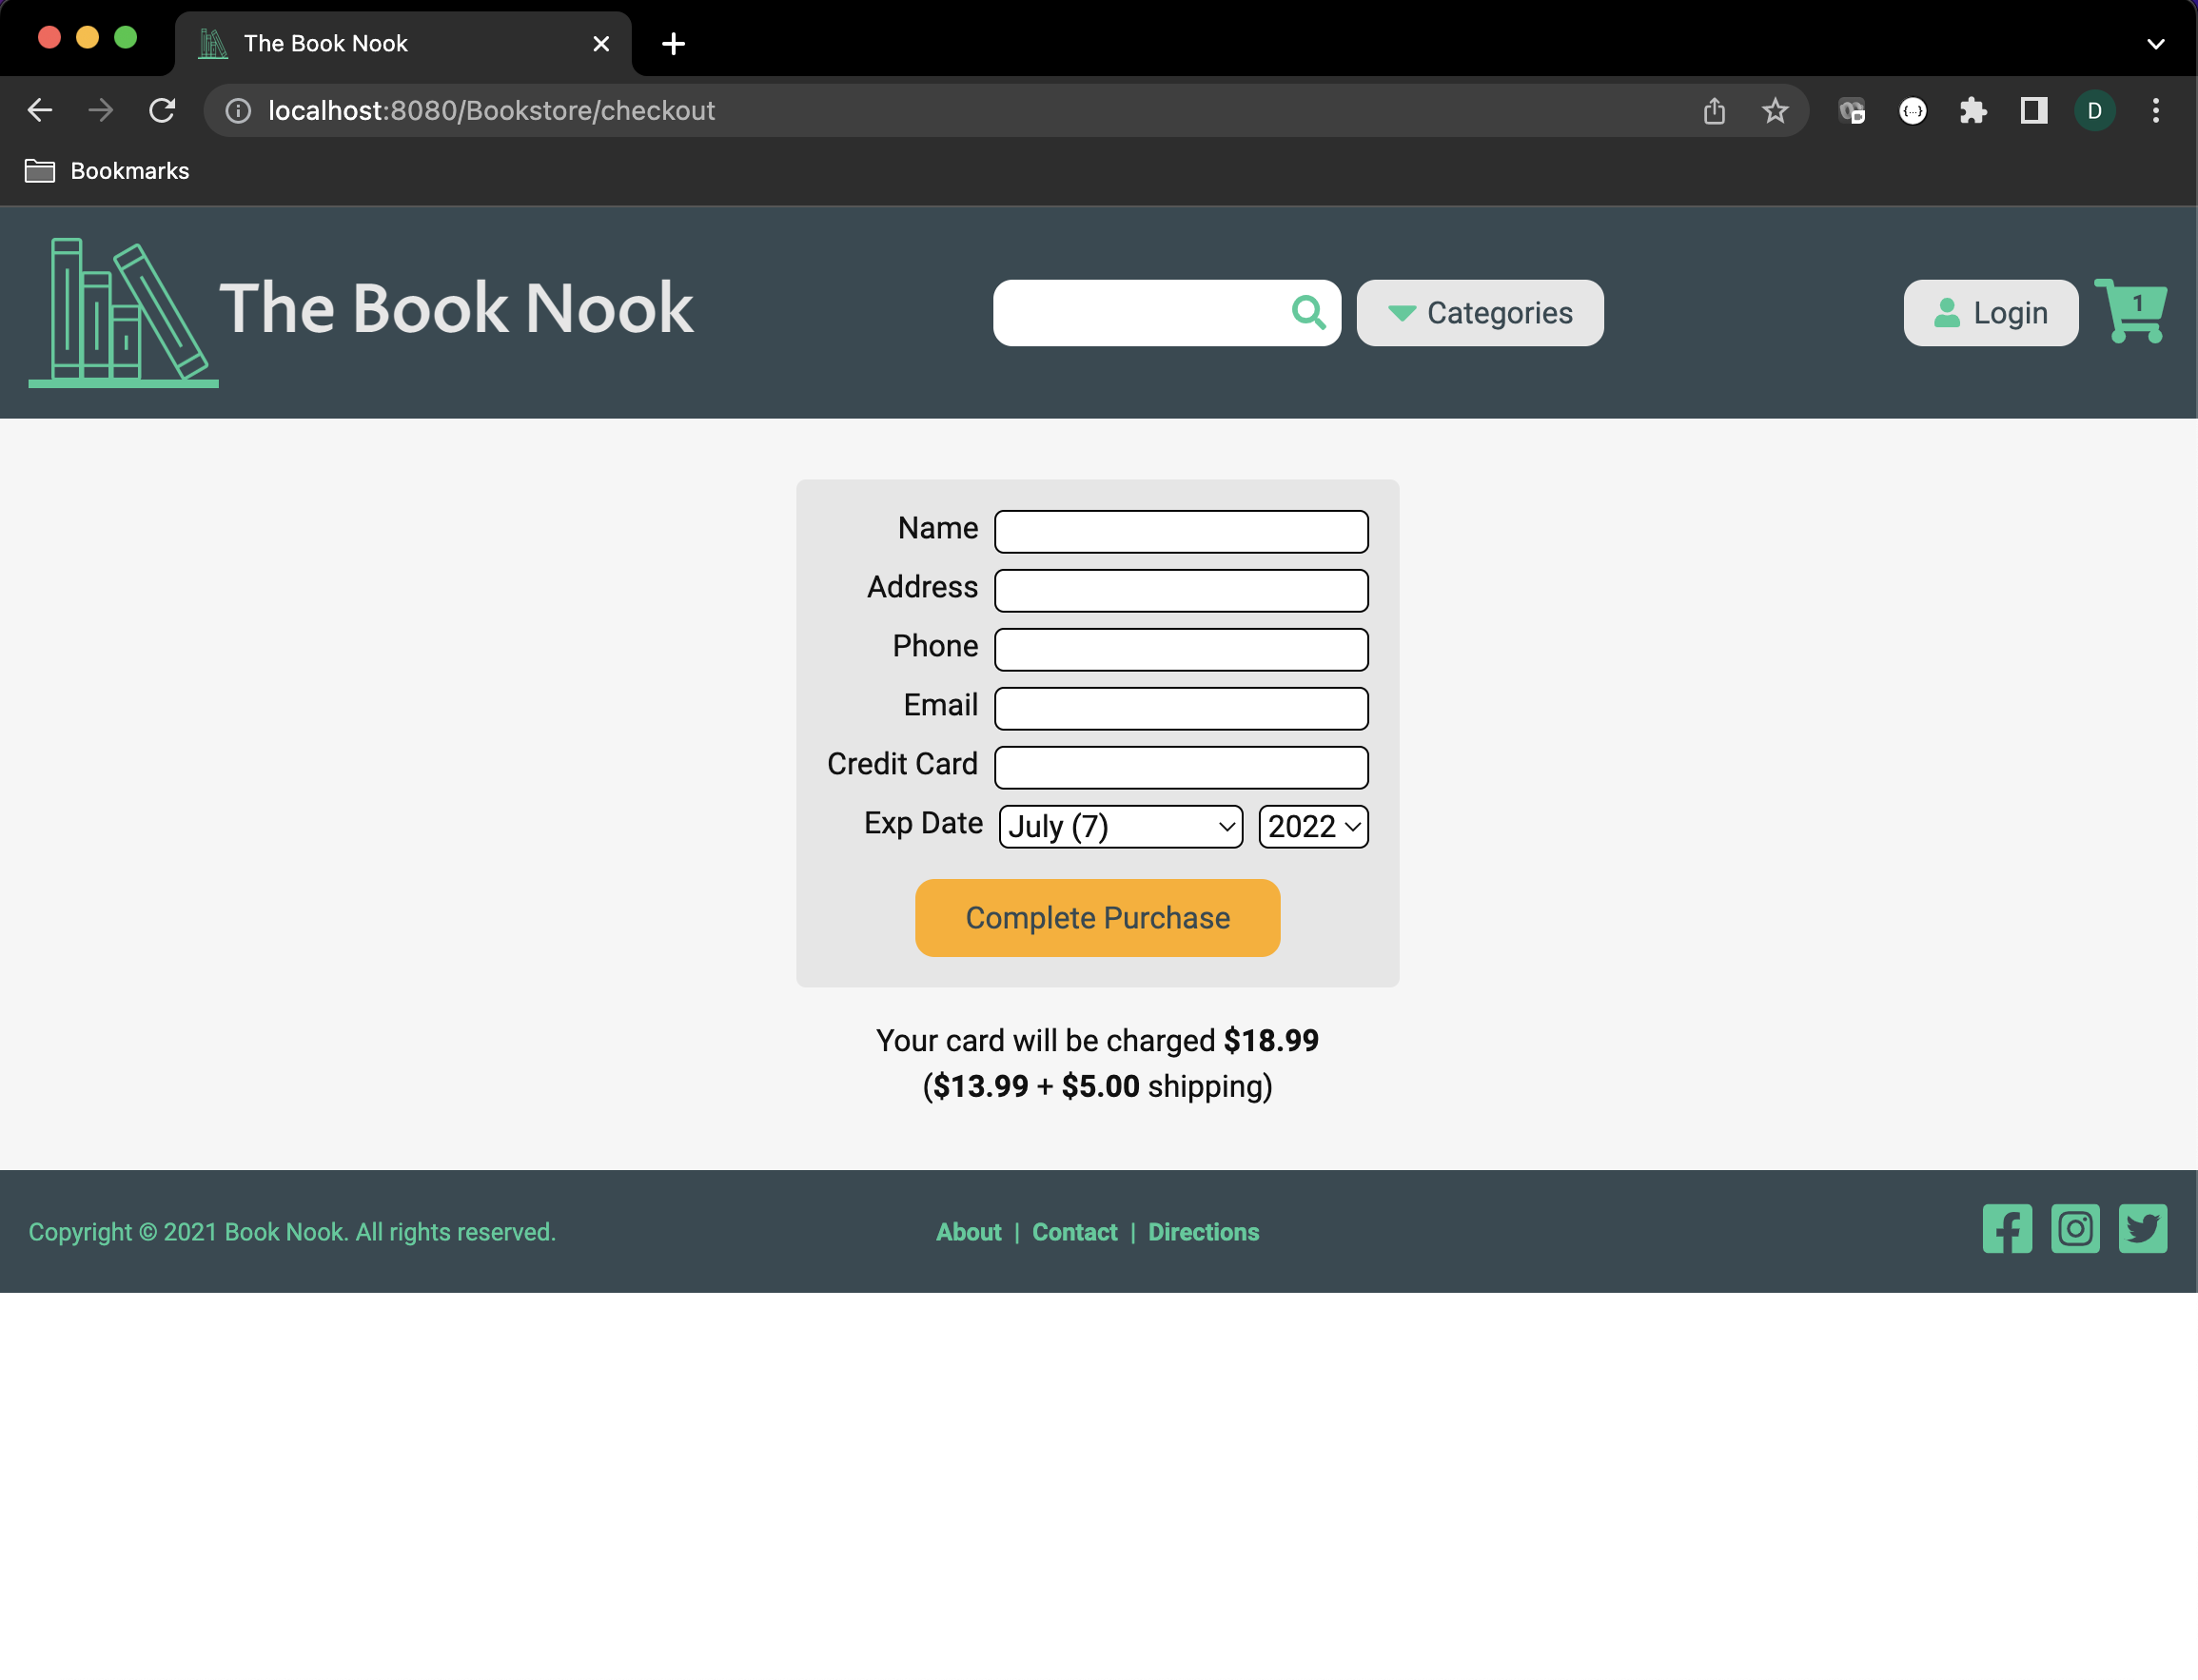 The Book Nook
localhost:8080/Bookstore/checkout
D
Bookmarks
The Book Nook
Categories
Login
1
Name
Address
Phone
Email
Credit Card
Exp Date July (7) 2022
Complete Purchase
Your card will be charged $18.99
($13.99 + $5.00 shipping)
Copyright © 2021 Book Nook. All rights reserved.
About | Contact | Directions